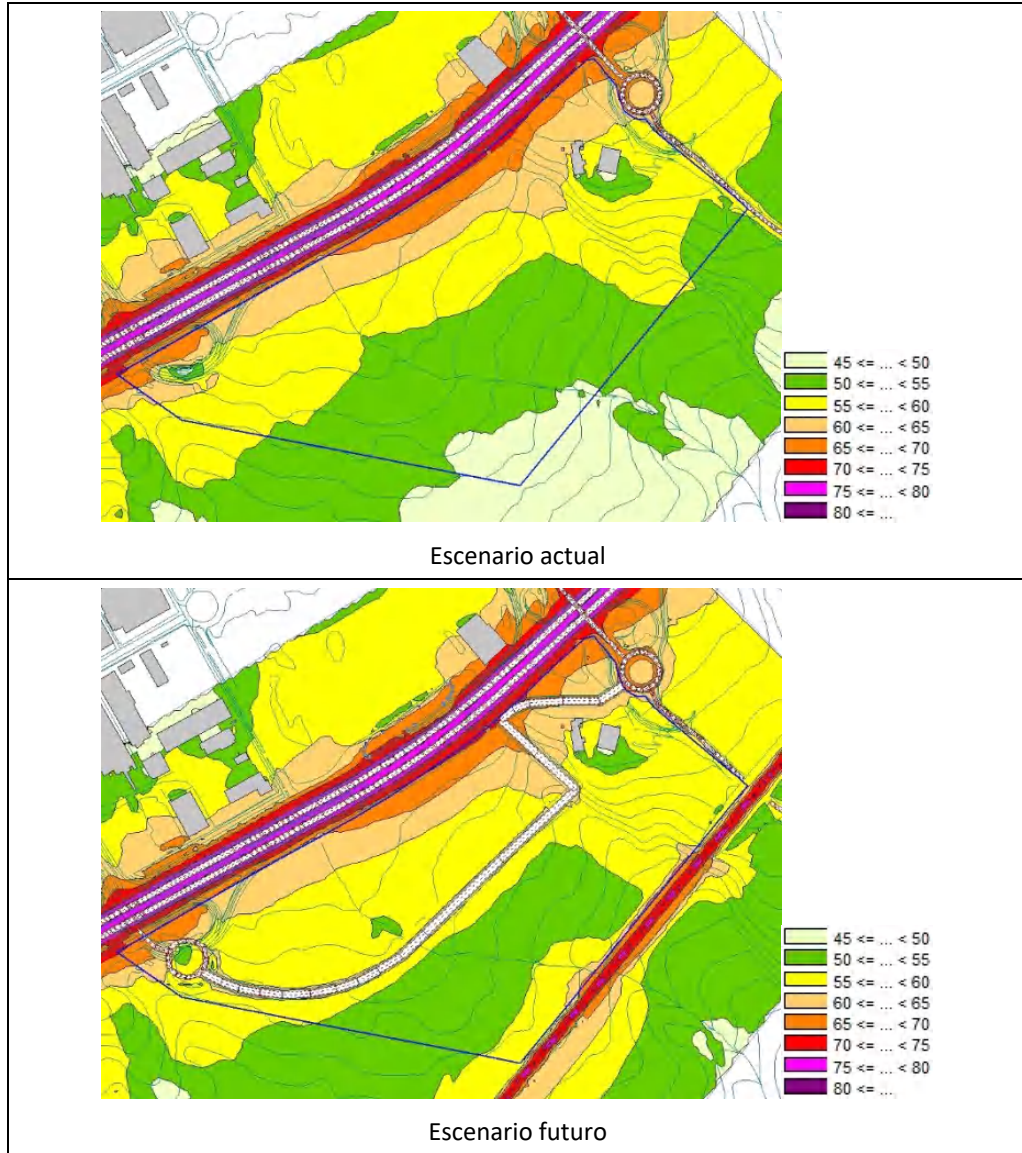 45 <= ... < 50
50 <= ... < 55
55 <= ... < 60
60 <= ... < 65
65 <= ... < 70
70 <= ... < 75
75 <= ... < 80
80 <= ...
Escenario actual
45 <= ... < 50
50 <= ... < 55
55 <= ... < 60
60 <= ... < 65
65 <= ... < 70
70 <= ... < 75
75 <= ... < 80
80 <= ...
Escenario futuro